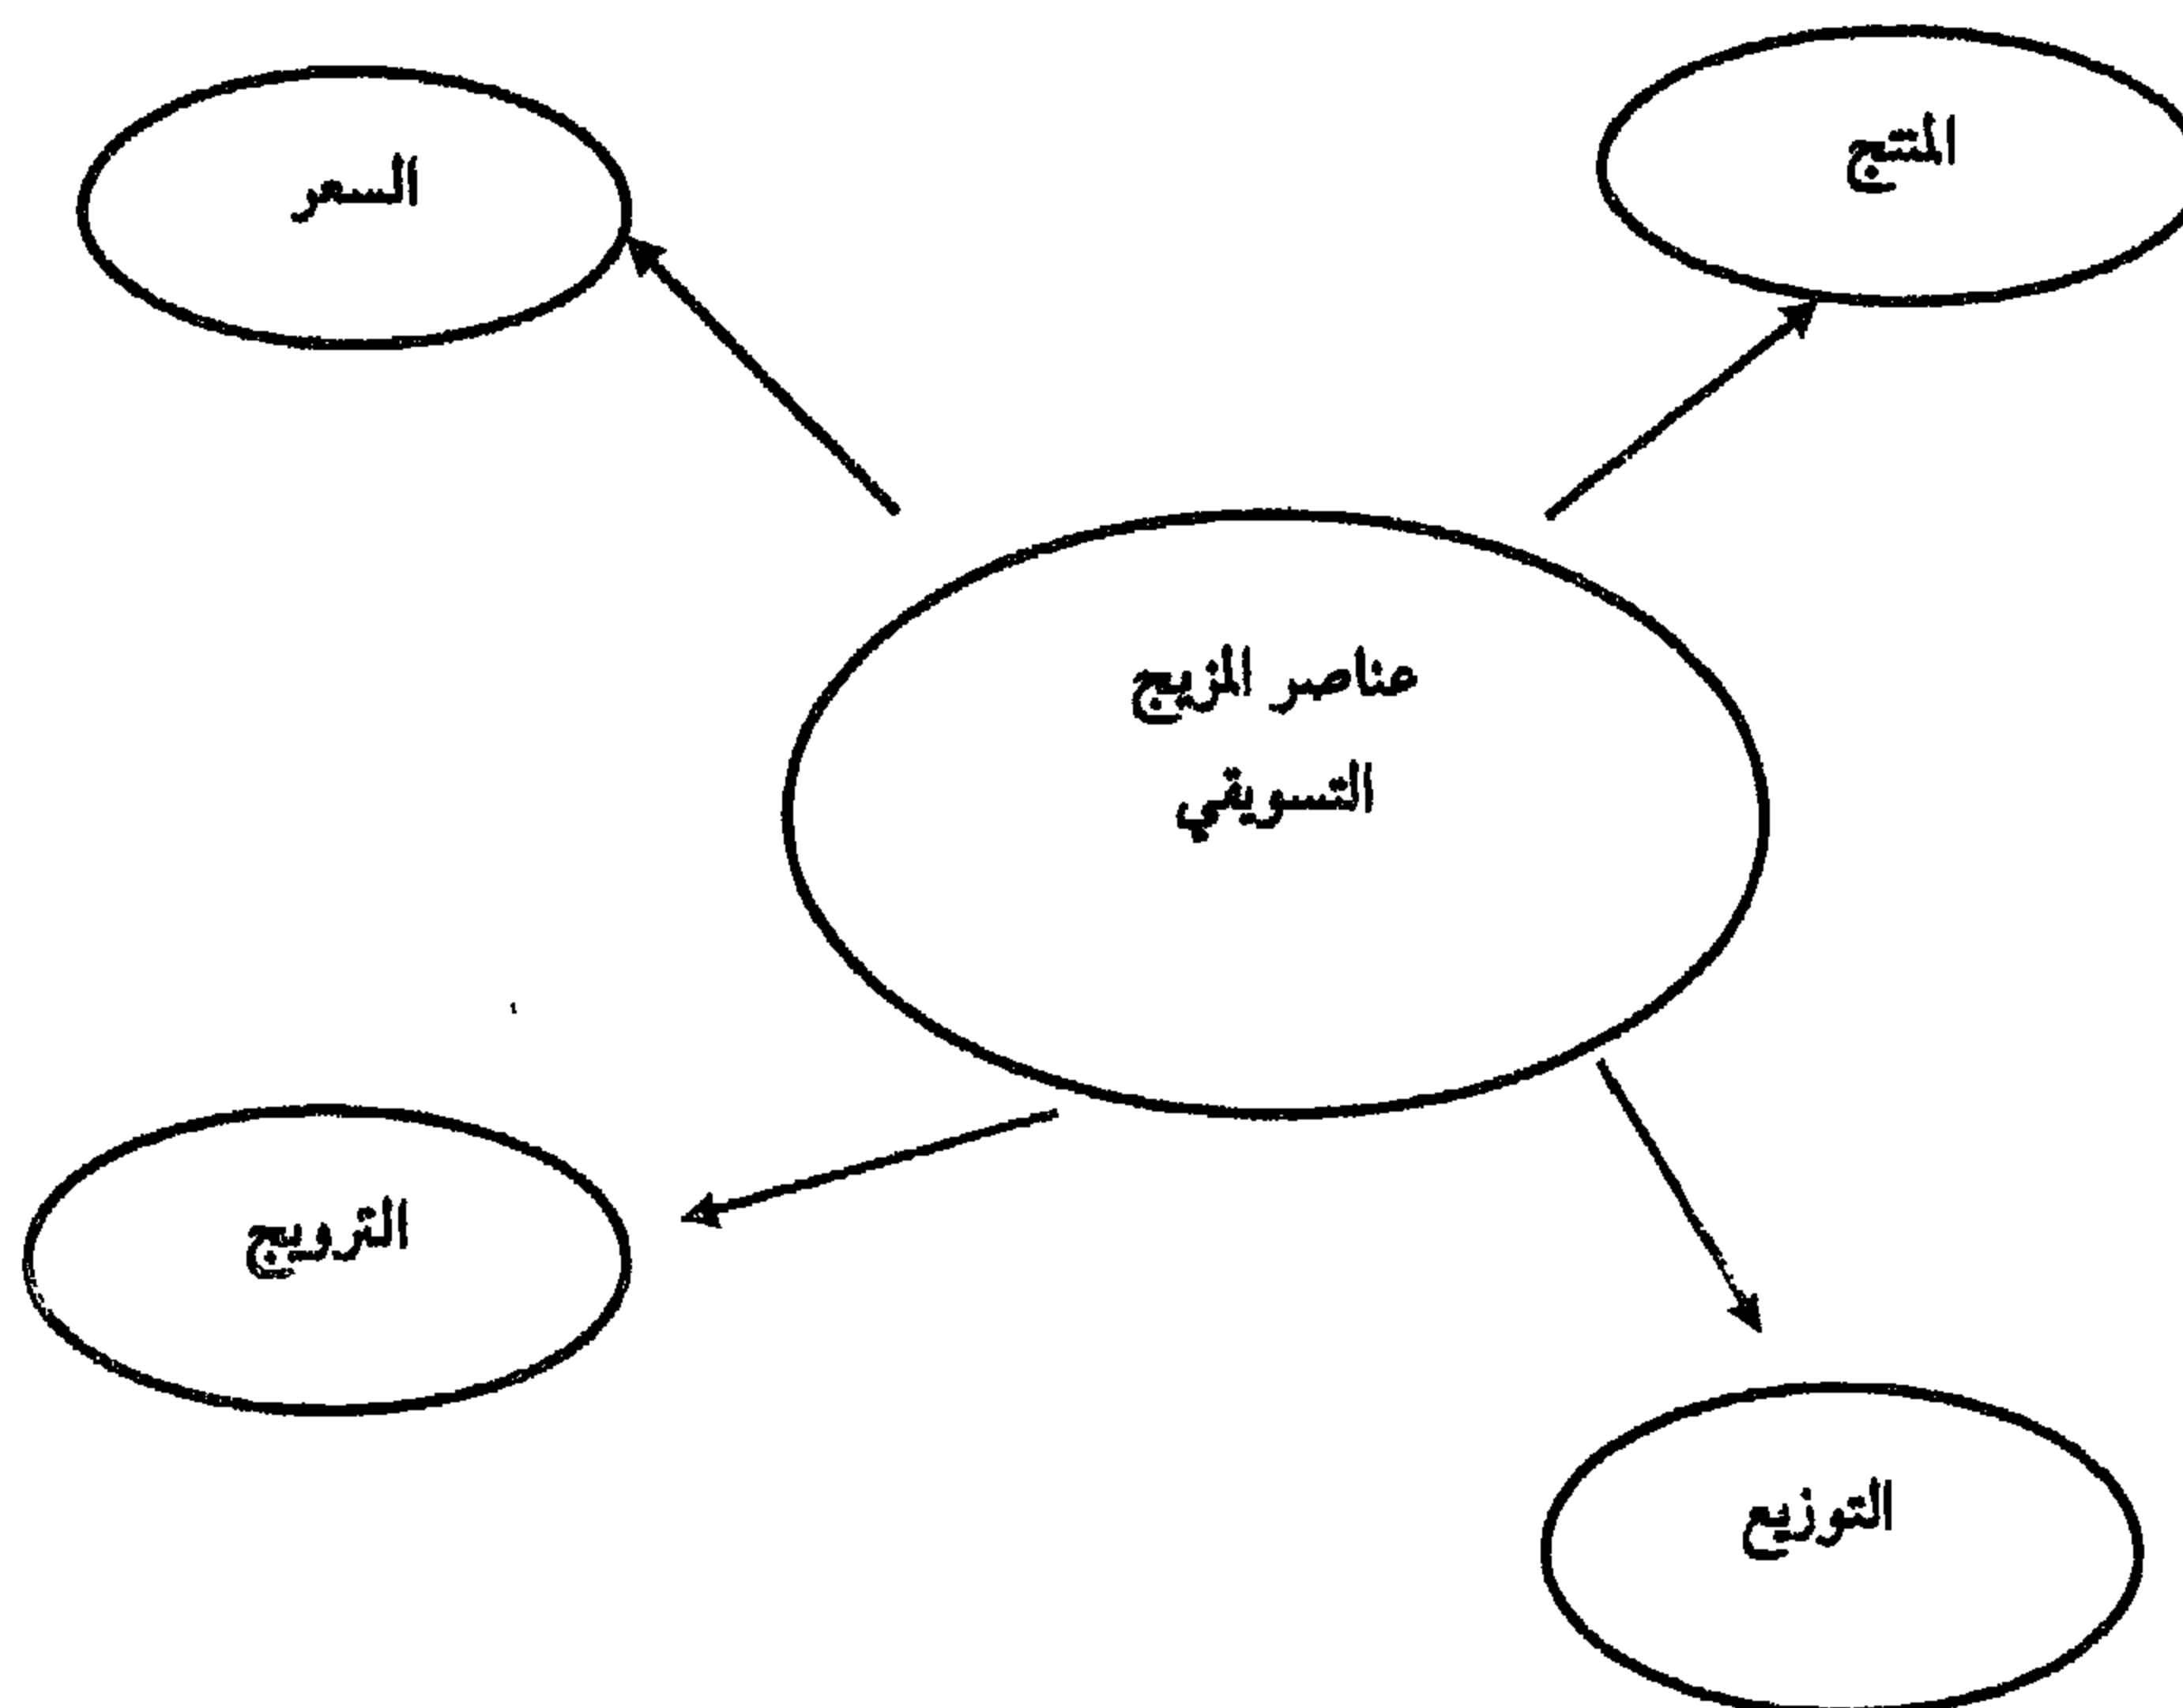 المنتج
السعر
عناصر المزيج
التسويقي
الترويج
التوزيع